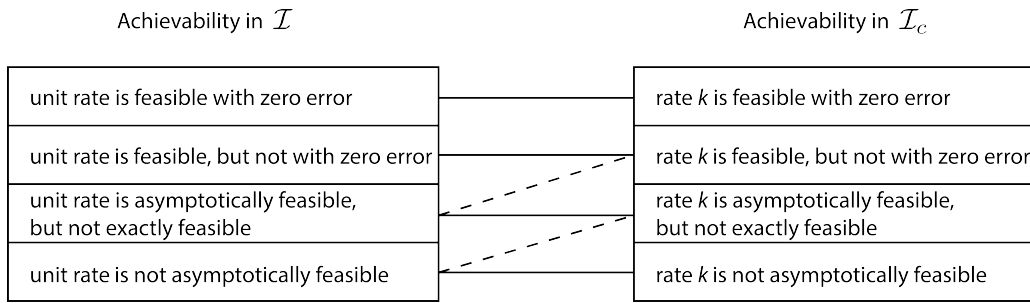 Achievability in ℐ
Achievability in ℐc
unit rate is feasible with zero error
rate k is feasible with zero error
unit rate is feasible, but not with zero error
rate k is feasible, but not with zero error
unit rate is asymptotically feasible,
but not exactly feasible
rate k is asymptotically feasible,
but not exactly feasible
unit rate is not asymptotically feasible
rate k is not asymptotically feasible